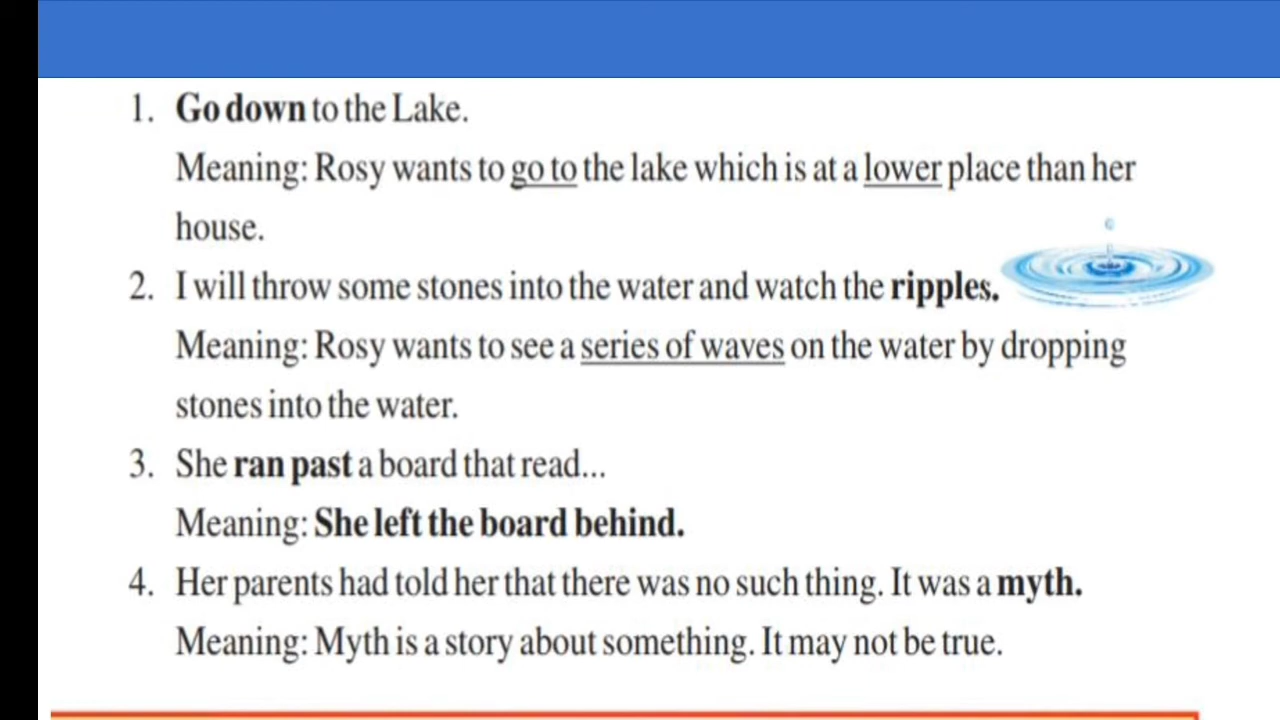 1. Go down to the Lake.
Meaning: Rosy wants to go to the lake which is at a lower place than her
house.
2. I will throw some stones into the water and watch the ripples.
Meaning: Rosy wants to see a series of waves on the water by dropping
stones into the water.
3. She ran past a board that read...
Meaning: She left the board behind.
4. Her parents had told her that there was no such thing. It was a myth.
Meaning: Myth is a story about something. It may not be true.